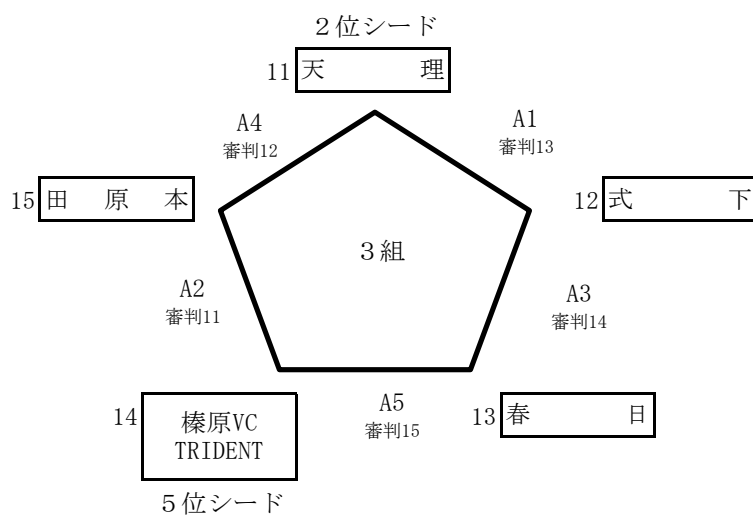 ２位シード
11 天　理
A4
審判12
A1
審判13
15 田　原　本
12 式　下
３組
A2
審判11
A3
審判14
14 榛原VC
TRIDENT
A5
審判15
13 春　日
５位シード